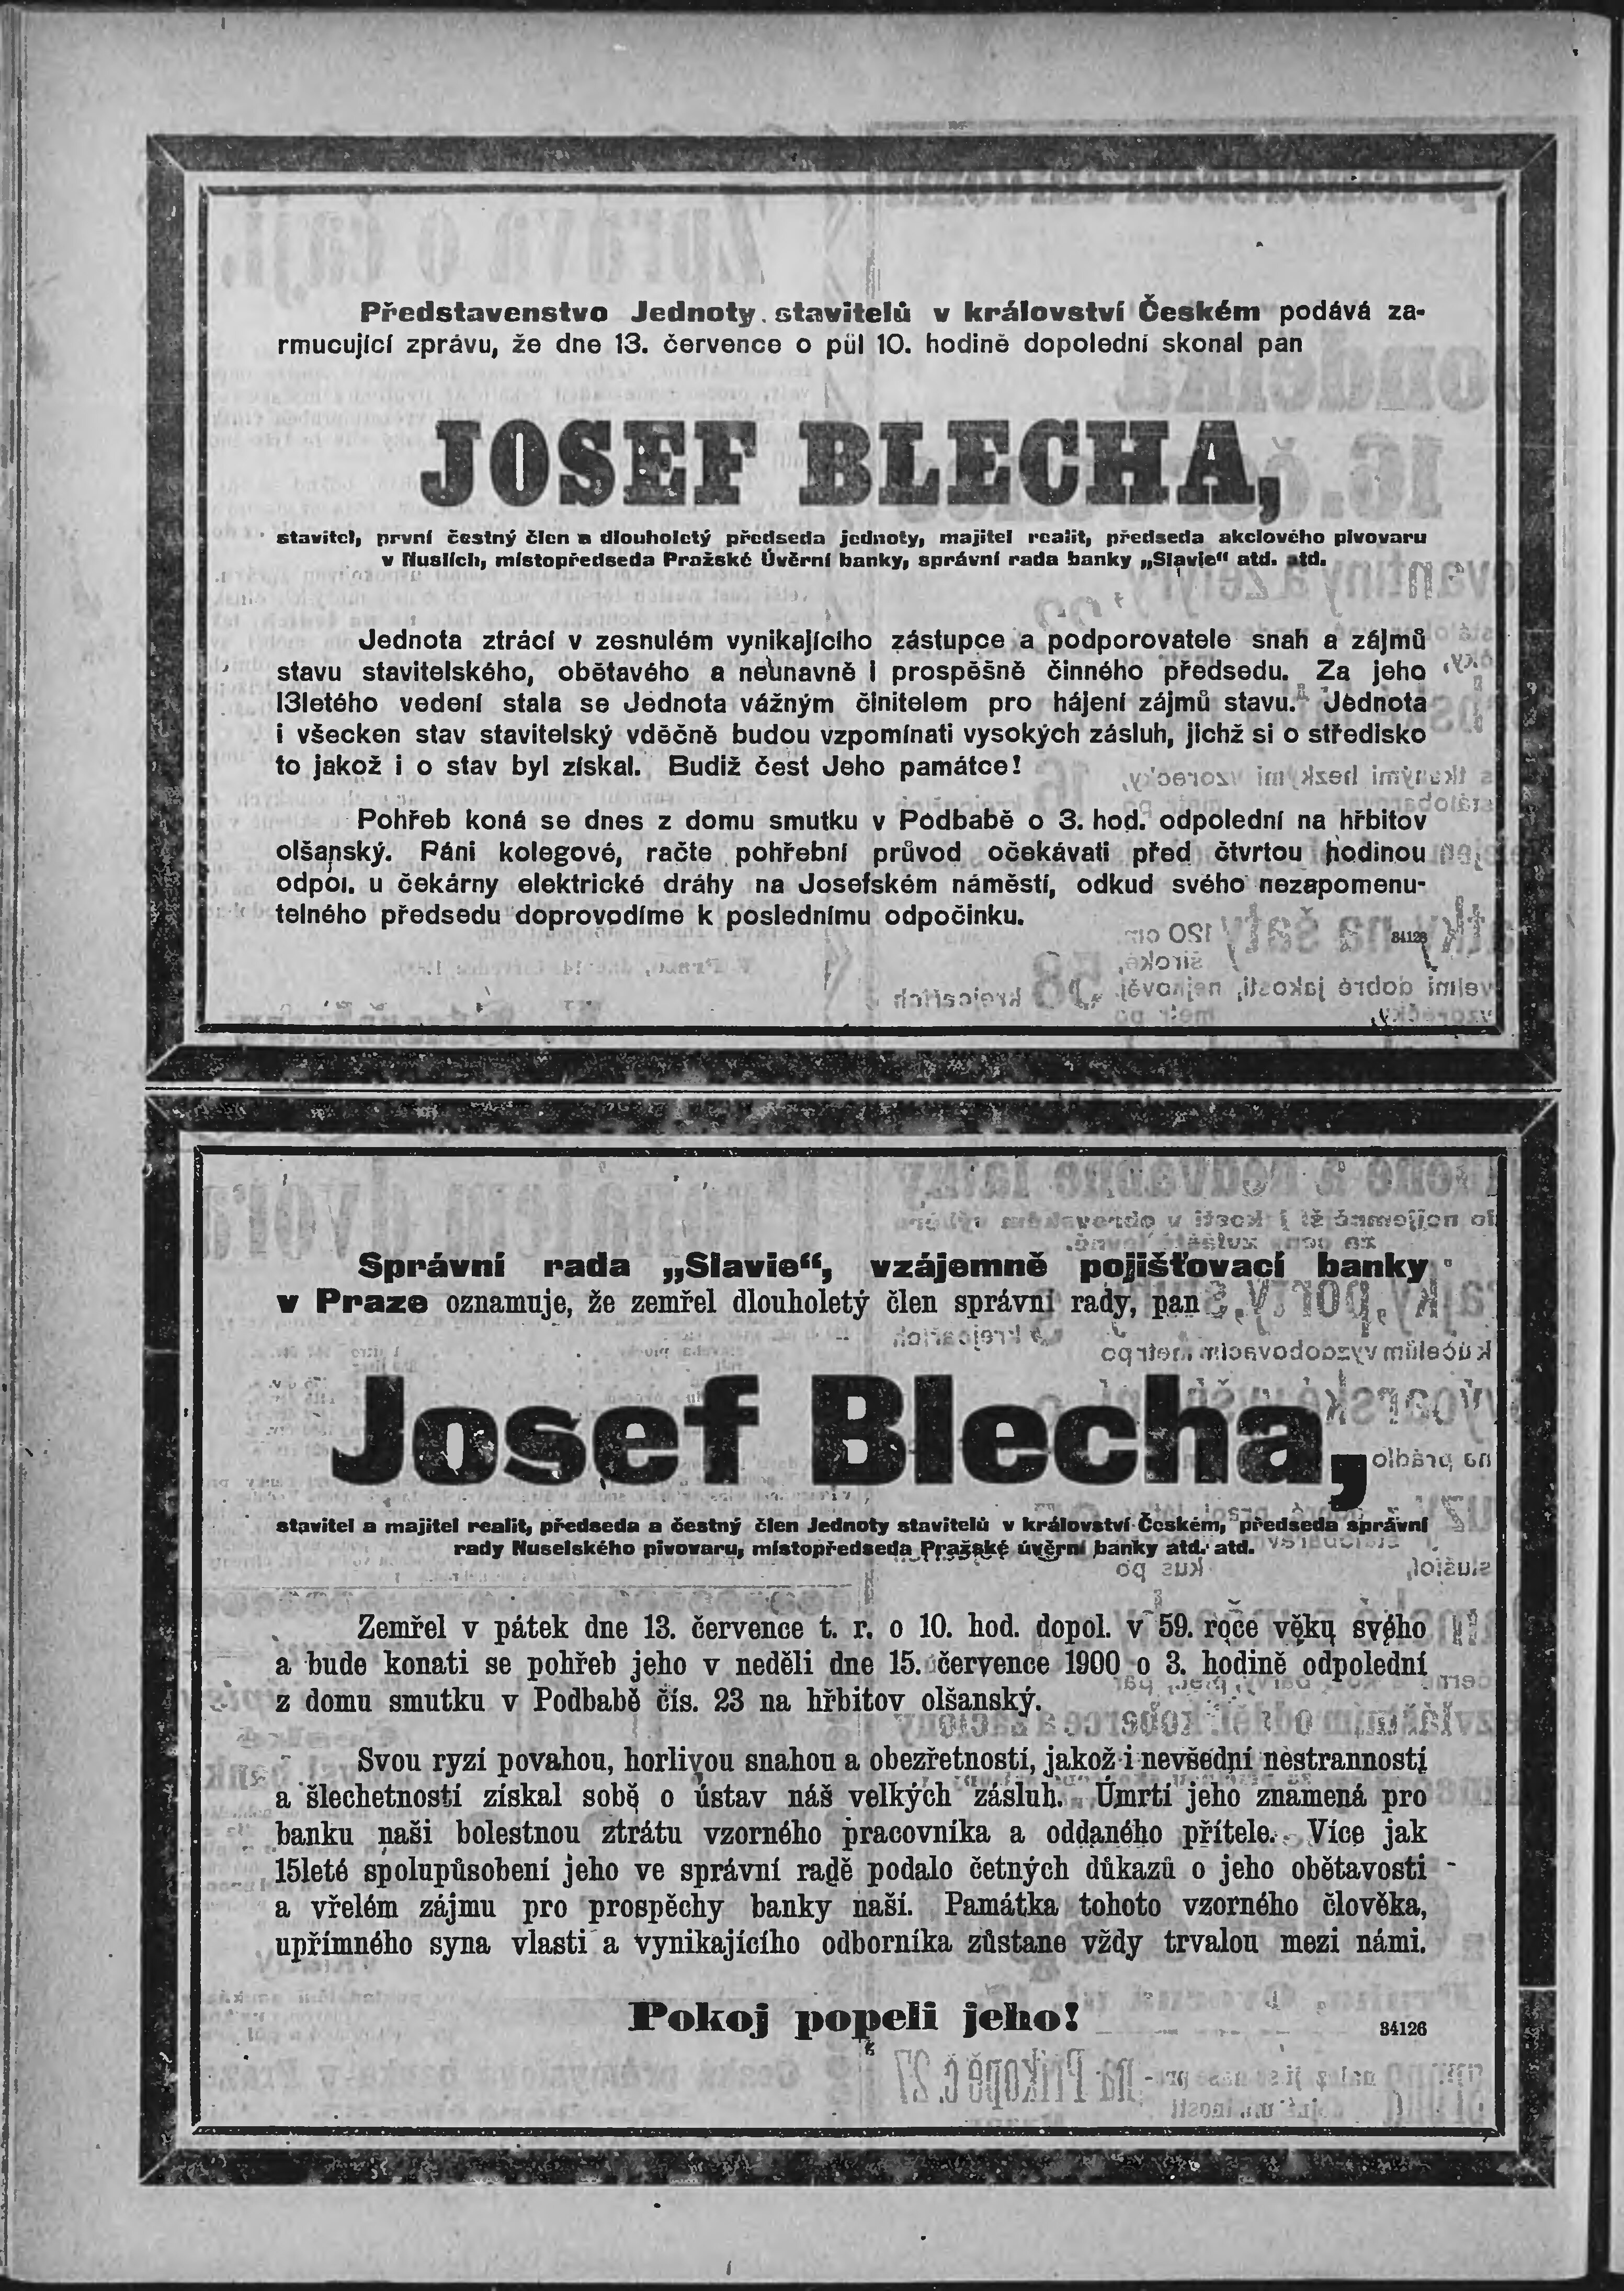 Představenstvo Jednoty stavitelů v království Českém podává za-
rmucující zprávu, že dne 13. července o půl 10. hodině dopolední skonal pan
JOSEF BLECHA,
stavitel, první čestný člen a dlouholetý předseda jednoty, majitel realit, předseda akciového pivovaru
v Nuslích, místopředseda Pražské Úvěrní banky, správní rada banky „Slavie“ atd. atd.
Jednota ztrácí v zesnulém vynikajícího zástupce a podporovatele snah a zájmů
stavu stavitelského, obětavého a neúnavně i prospěšně činného předsedu. Za jeho
13letého vedení stala se Jednota vážným činitelem pro hájení zájmů stavu. Jednota
i všecken stav stavitelský vděčně budou vzpomínati vysokých zásluh, jichž si o středisko
to jakož i o stav byl získal. Budiž čest Jeho památce!
Pohřeb koná se dnes z domu smutku v Podbabě o 3. hod. odpolední na hřbitov
olšanský. Páni kolegové, račte pohřební průvod očekávati před čtvrtou hodinou
odpol. u čekárny elektrické dráhy na Josefském náměstí, odkud svého nezapomenu-
telného předsedu doprovodíme k poslednímu odpočinku.
84128
Správní rada „Slavie“, vzájemně pojišťovací banky
v Praze oznamuje, že zemřel dlouholetý člen správní rady, pan
Josef Blecha,
stavitel a majitel realit, předseda a čestný člen Jednoty stavitelů v království Českém, předseda správní
rady Nuselského pivovaru, místopředseda Pražské úvěrní banky atd. atd.
Zemřel v pátek dne 13. července t. r. o 10. hod. dopol. v 59. roce věku svého
a bude konati se pohřeb jeho v neděli dne 15. července 1900 o 3. hodině odpolední
z domu smutku v Podbabě čís. 23 na hřbitov olšanský.
Svou ryzí povahou, horlivou snahou a obezřetností, jakož i nevšední nestranností
a šlechetností získal sobě o ústav náš velkých zásluh. Úmrtí jeho znamená pro
banku naši bolestnou ztrátu vzorného pracovníka a oddaného přítele. Více jak
15leté spolupůsobení jeho ve správní radě podalo četných důkazů o jeho obětavosti
a vřelém zájmu pro prospěchy banky naší. Památka tohoto vzorného člověka,
upřímného syna vlasti a vynikajícího odborníka zůstane vždy trvalou mezi námi.
Pokoj popeli jeho!
84126